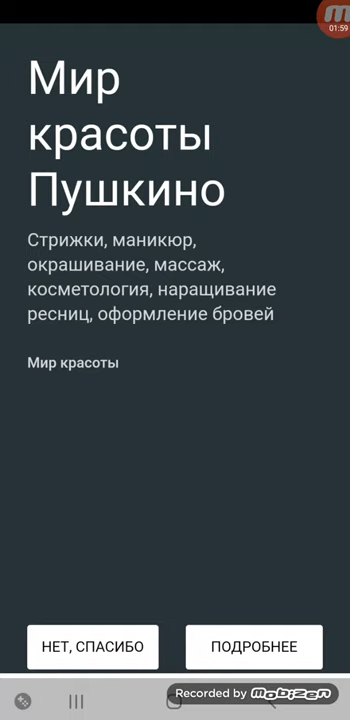 01:59
Мир
красоты
Пушкино
Стрижки, маникюр,
окрашивание, массаж,
косметология, наращивание
ресниц, оформление бровей
Мир красоты
НЕТ, СПАСИБО
ПОДРОБНЕЕ
Recorded by mobizen